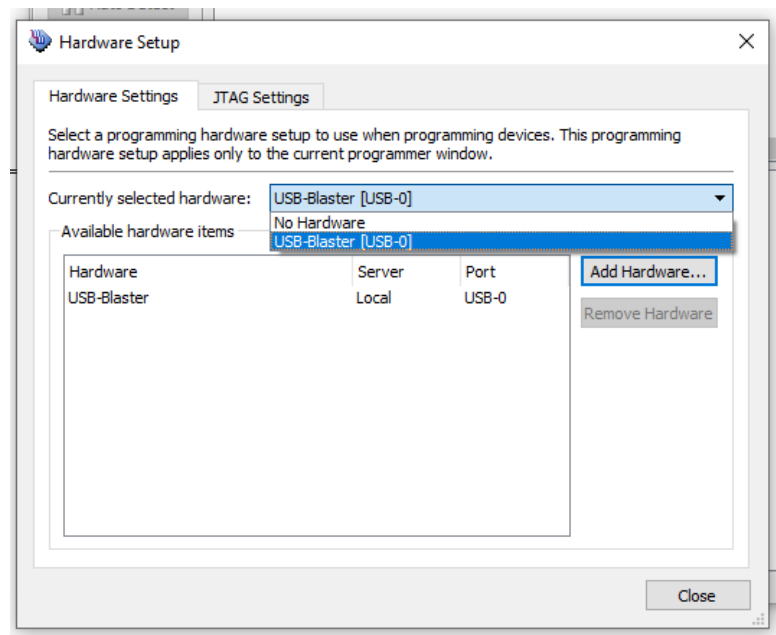 Hardware Setup
Hardware Settings
JTAG Settings
Select a programming hardware setup to use when programming devices. This programming
hardware setup applies only to the current programmer window.
Currently selected hardware:
USB-Blaster [USB-0]
No Hardware
USB-Blaster [USB-0]
Available hardware items
Hardware Server Port
USB-Blaster Local USB-0
Add Hardware...
Remove Hardware
Close